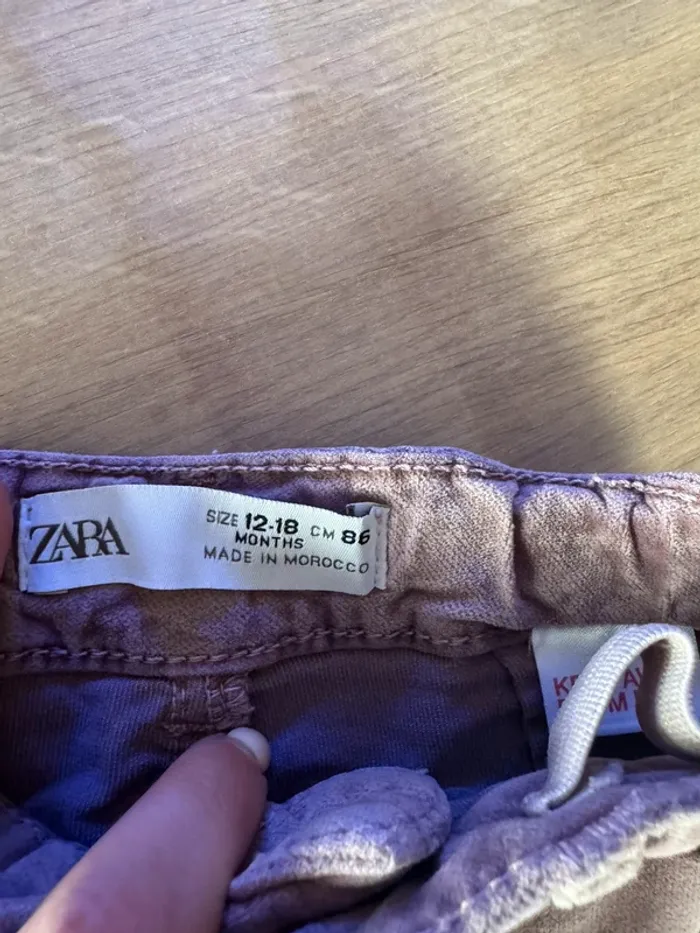 ZARA
SIZE 12-18 CM 86
MONTHS
MADE IN MOROCCO